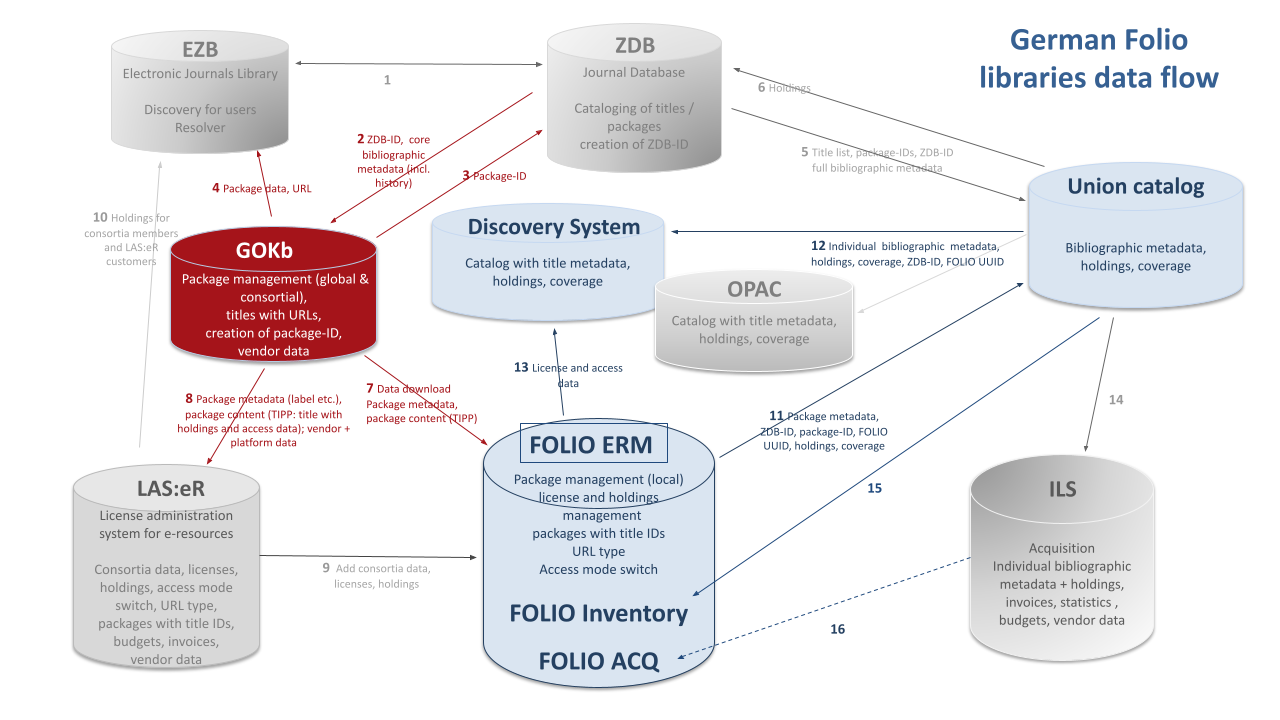 German Folio
libraries data flow
EZB
Electronic Journals Library
Discovery for users
Resolver
1
ZDB
Journal Database
Cataloging of titles /
packages
creation of ZDB-ID
6 Holdings
5 Title list, package-IDs, ZDB-ID
full bibliographic metadata
2 ZDB-ID, core
bibliographic
metadata (incl.
history)
3 Package-ID
4 Package data, URL
10 Holdings for
consortia members
and LAS:eR
customers
GOKb
Package management (global &
consortial),
titles with URLs,
creation of package-ID,
vendor data
Discovery System
Catalog with title metadata,
holdings, coverage
Union catalog
Bibliographic metadata,
holdings, coverage
12 Individual bibliographic metadata,
holdings, coverage, ZDB-ID, FOLIO UUID
OPAC
Catalog with title metadata,
holdings, coverage
13 License and access
data
7 Data download
Package metadata,
package content (TIPP)
8 Package metadata (label etc.),
package content (TIPP: title with
holdings and access data); vendor +
platform data
11 Package metadata,
ZDB-ID, package-ID, FOLIO
UUID, holdings, coverage
14
15
LAS:eR
License administration
system for e-resources
Consortia data, licenses,
holdings, access mode
switch, URL type,
packages with title IDs,
budgets, invoices,
vendor data
9 Add consortia data,
licenses, holdings
FOLIO ERM
Package management (local)
license and holdings
management
packages with title IDs
URL type
Access mode switch
FOLIO Inventory
FOLIO ACQ
16
ILS
Acquisition
Individual bibliographic
metadata + holdings,
invoices, statistics ,
budgets, vendor data